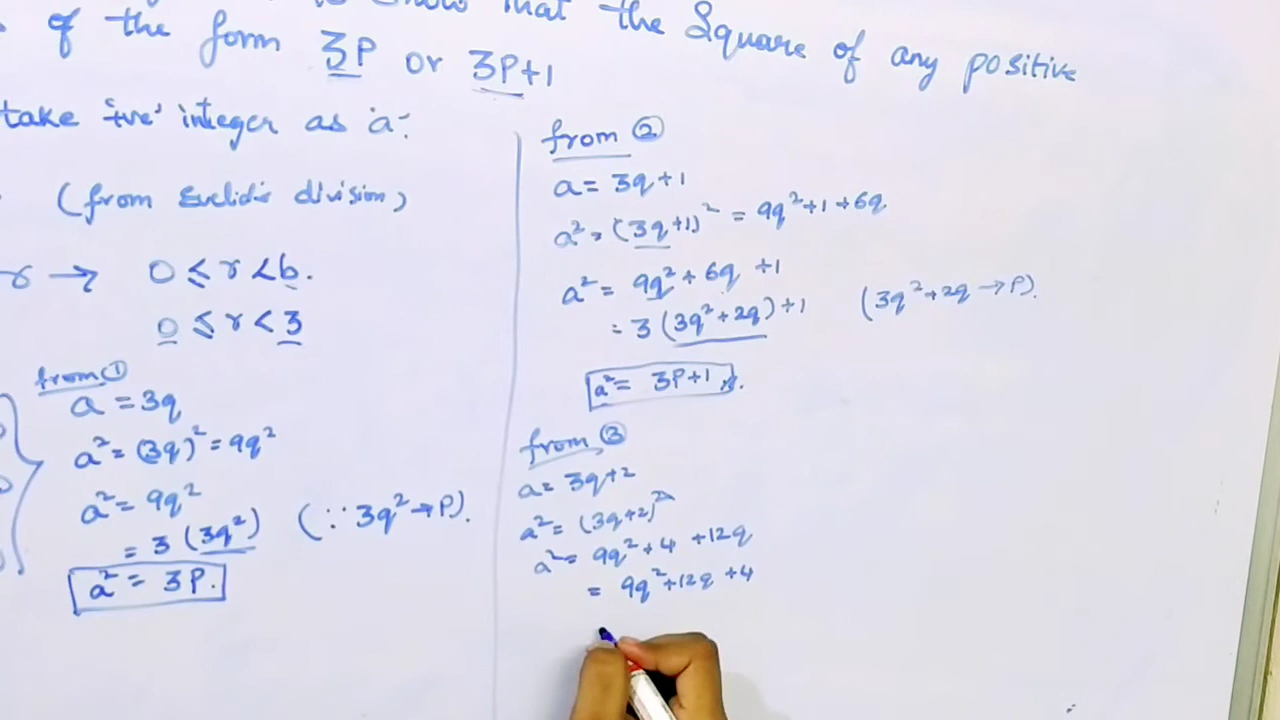 show that the Square of any positive
of the form 3P or 3P+1
take '+ve' integer as 'a'.
(from Euclid's division)
r → 0 ≤ r < b.
0 ≤ r < 3
from ①
a = 3q
a² = (3q)² = 9q²
a² = 9q²
= 3 (3q²) (∵ 3q² → P).
a² = 3P.
from ②
a = 3q+1
a² = (3q+1)² = 9q²+1+6q
a² = 9q² + 6q +1
= 3 (3q²+2q)+1 (3q²+2q → P).
a² = 3P+1
from ③
a= 3q+2
a² = (3q+2)²
a² = 9q²+4 +12q
= 9q²+12q +4